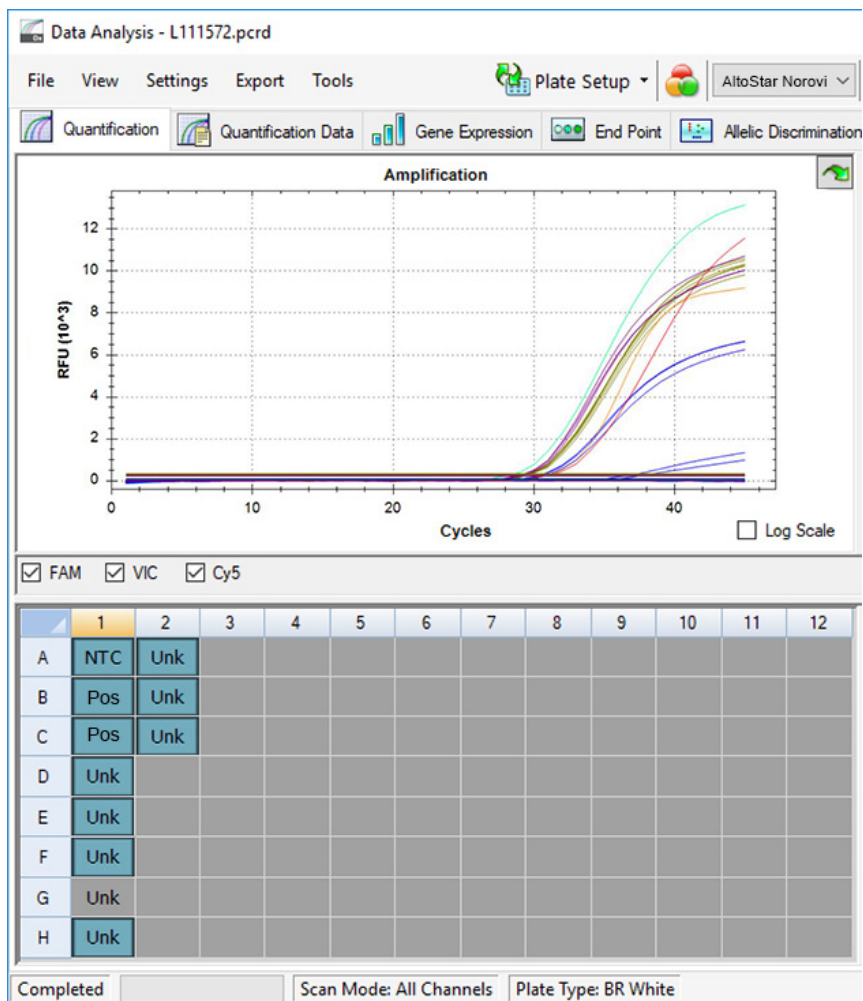 Data Analysis - L111572.pcrd
File View Settings Export Tools Plate Setup AltoStar Norovi
Quantification Quantification Data Gene Expression End Point Allelic Discrimination
Amplification
12
10
8
6
4
2
0
RFU (10^3)
0 10 20 30 40
Cycles
Log Scale
FAM VIC Cy5
1 2 3 4 5 6 7 8 9 10 11 12
A NTC Unk
B Pos Unk
C Pos Unk
D Unk
E Unk
F Unk
G Unk
H Unk
Completed Scan Mode: All Channels Plate Type: BR White